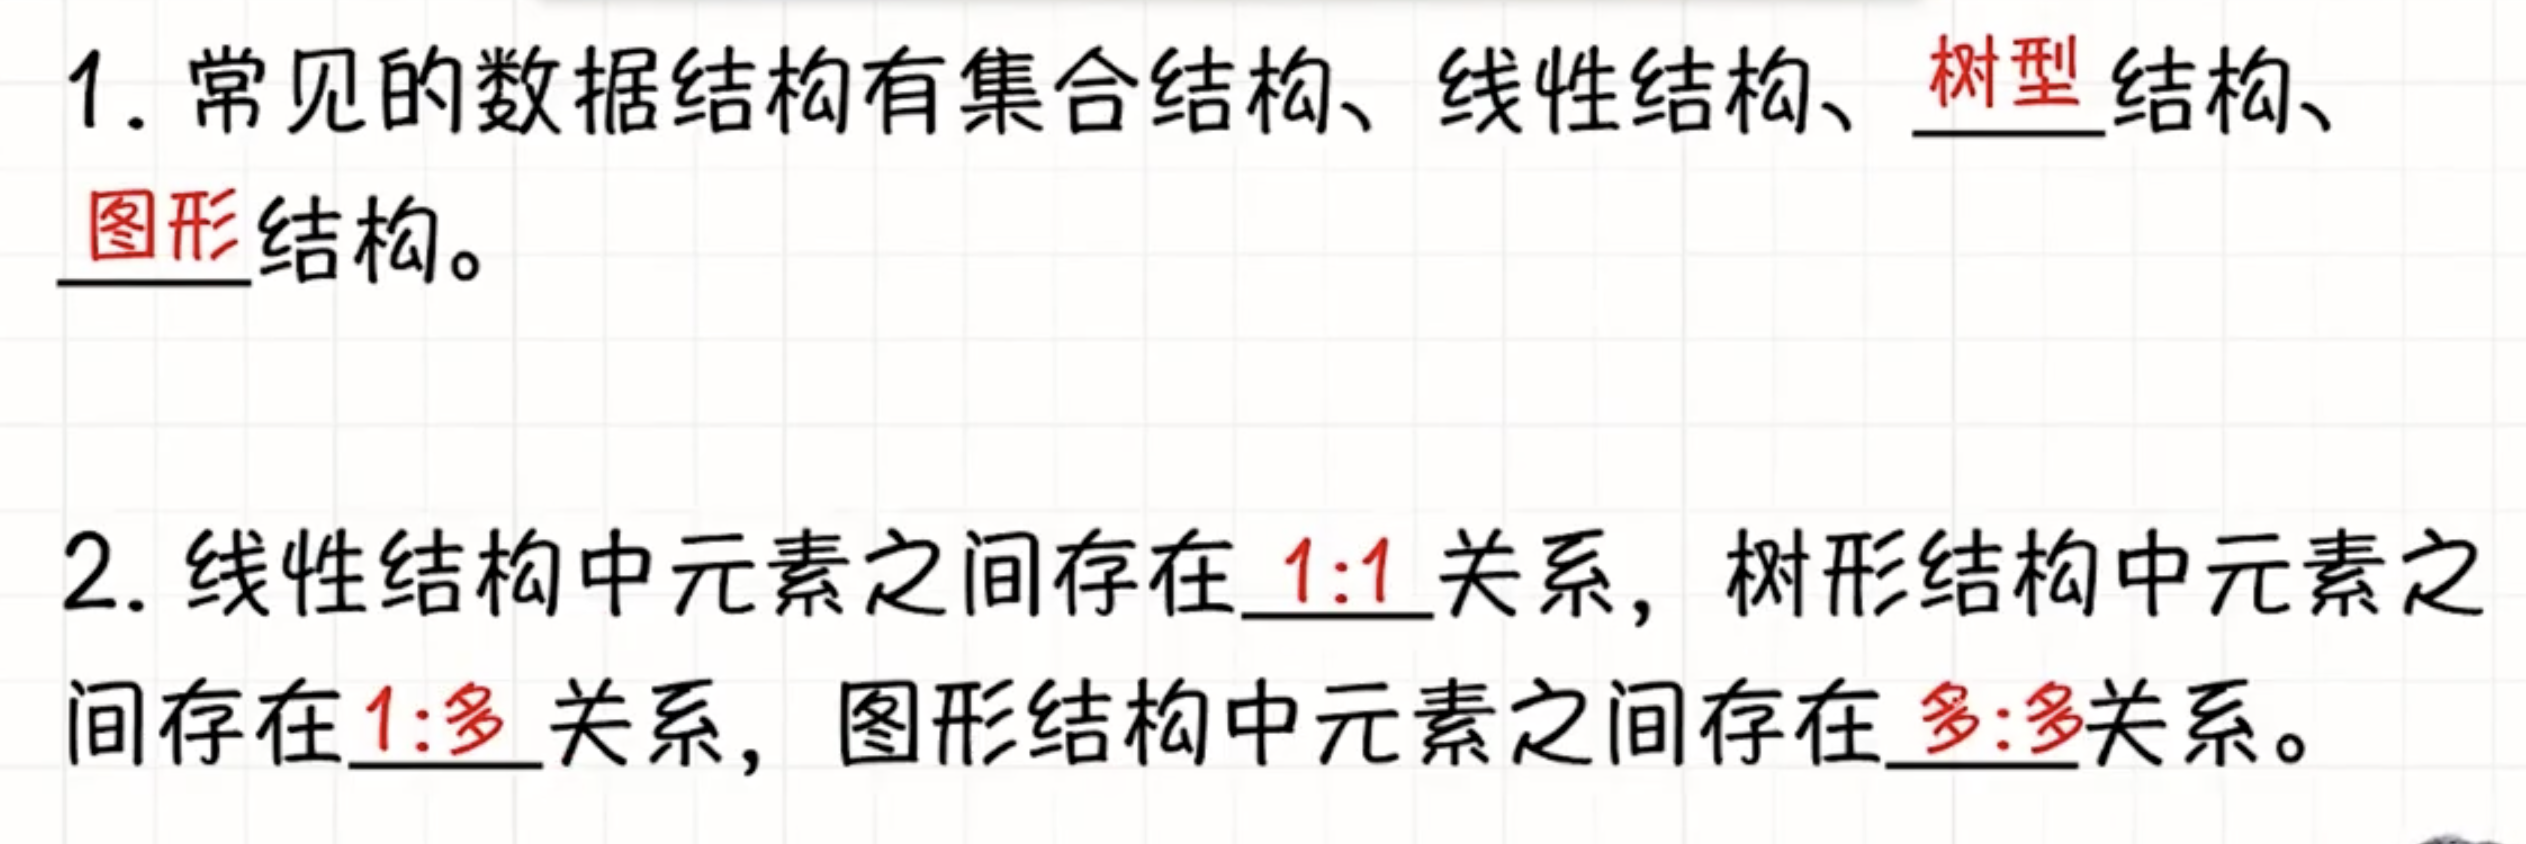 1. 常见的数据结构有集合结构、线性结构、树型结构、
图形结构。
2. 线性结构中元素之间存在1:1关系，树形结构中元素之
间存在1:多关系，图形结构中元素之间存在多:多关系。